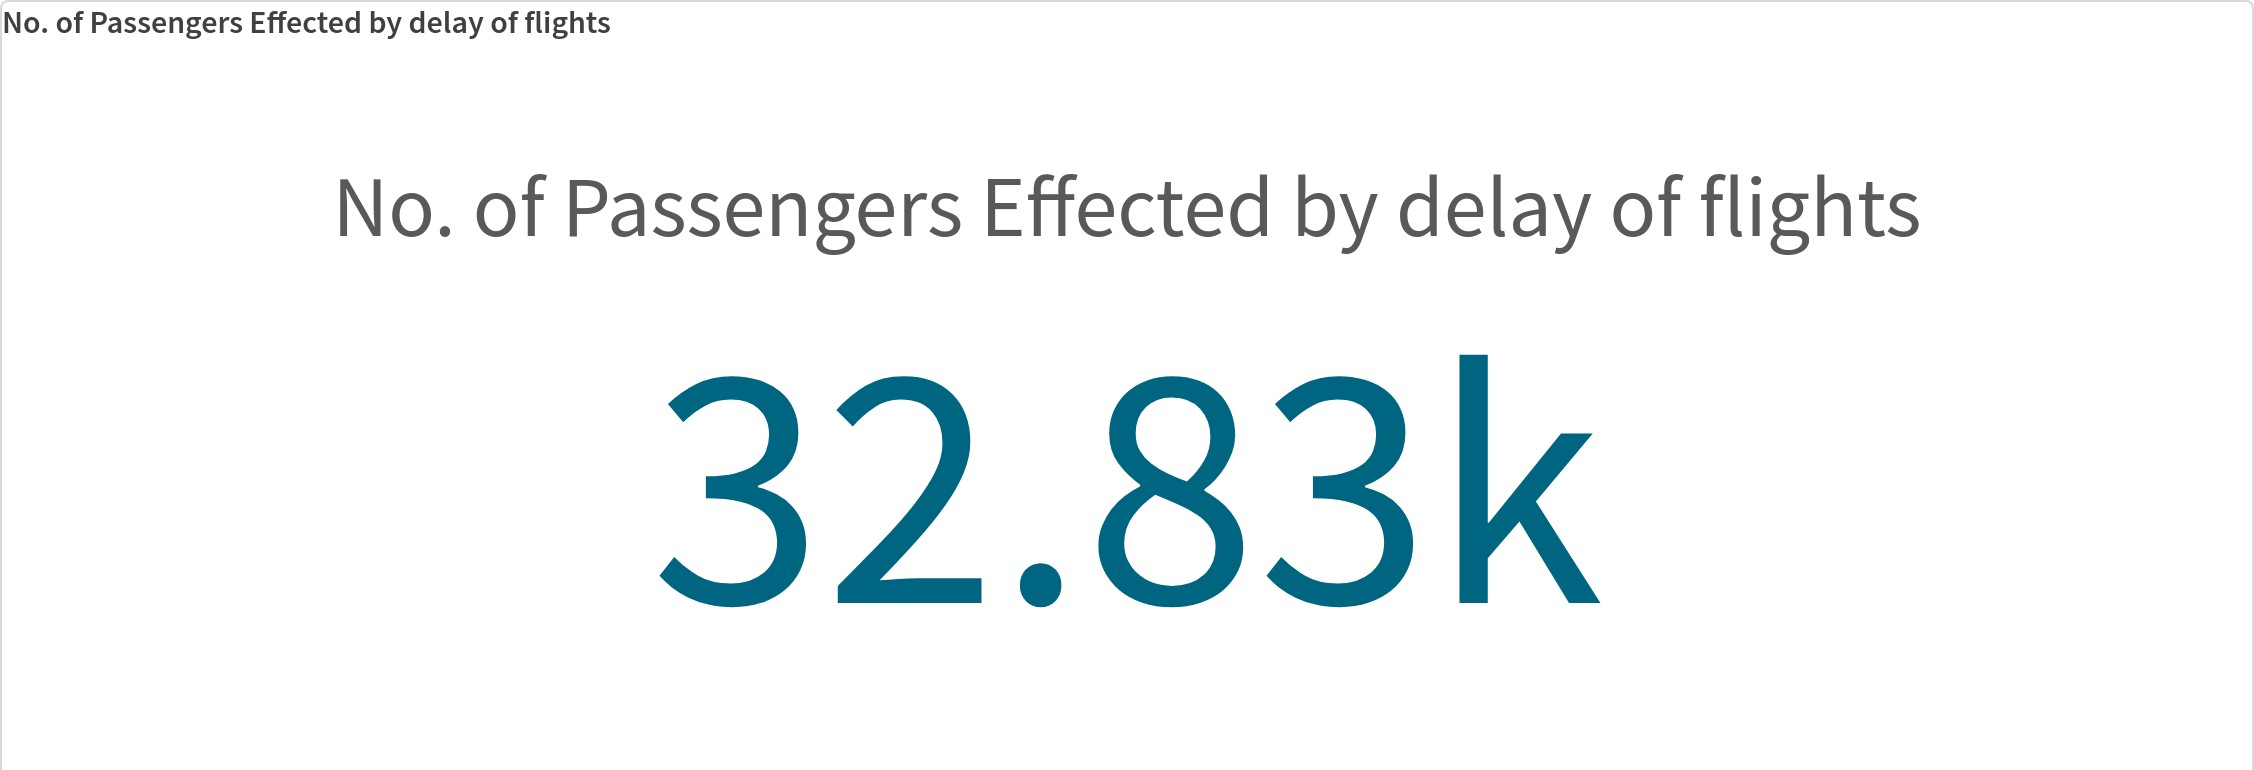 No. of Passengers Effected by delay of flights
No. of Passengers Effected by delay of flights
32.83k